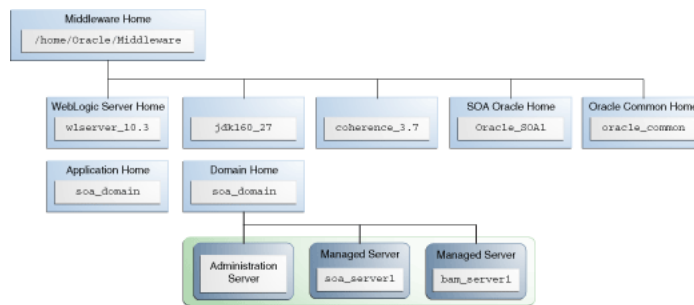 Middleware Home
/home/Oracle/Middleware
WebLogic Server Home
wlserver_10.3
jdk160_27
coherence_3.7
SOA Oracle Home
Oracle_SOA1
Oracle Common Home
oracle_common
Application Home
soa_domain
Domain Home
soa_domain
Administration
Server
Managed Server
soa_server1
Managed Server
bam_server1